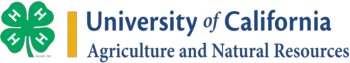 H H
H H
University of California
Agriculture and Natural Resources